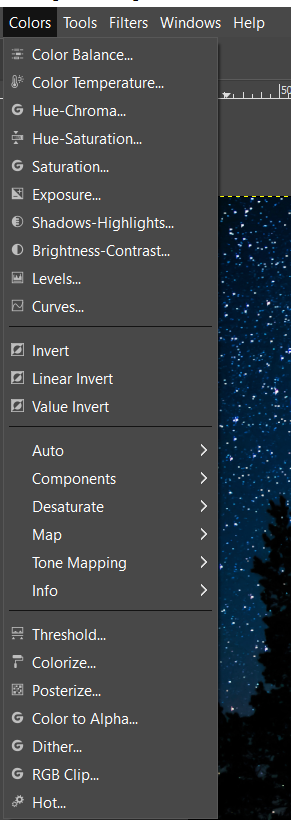 Colors Tools Filters Windows Help
Color Balance...
Color Temperature...
Hue-Chroma...
Hue-Saturation...
Saturation...
Exposure...
Shadows-Highlights...
Brightness-Contrast...
Levels...
Curves...
Invert
Linear Invert
Value Invert
Auto
Components
Desaturate
Map
Tone Mapping
Info
Threshold...
Colorize...
Posterize...
Color to Alpha...
Dither...
RGB Clip...
Hot...